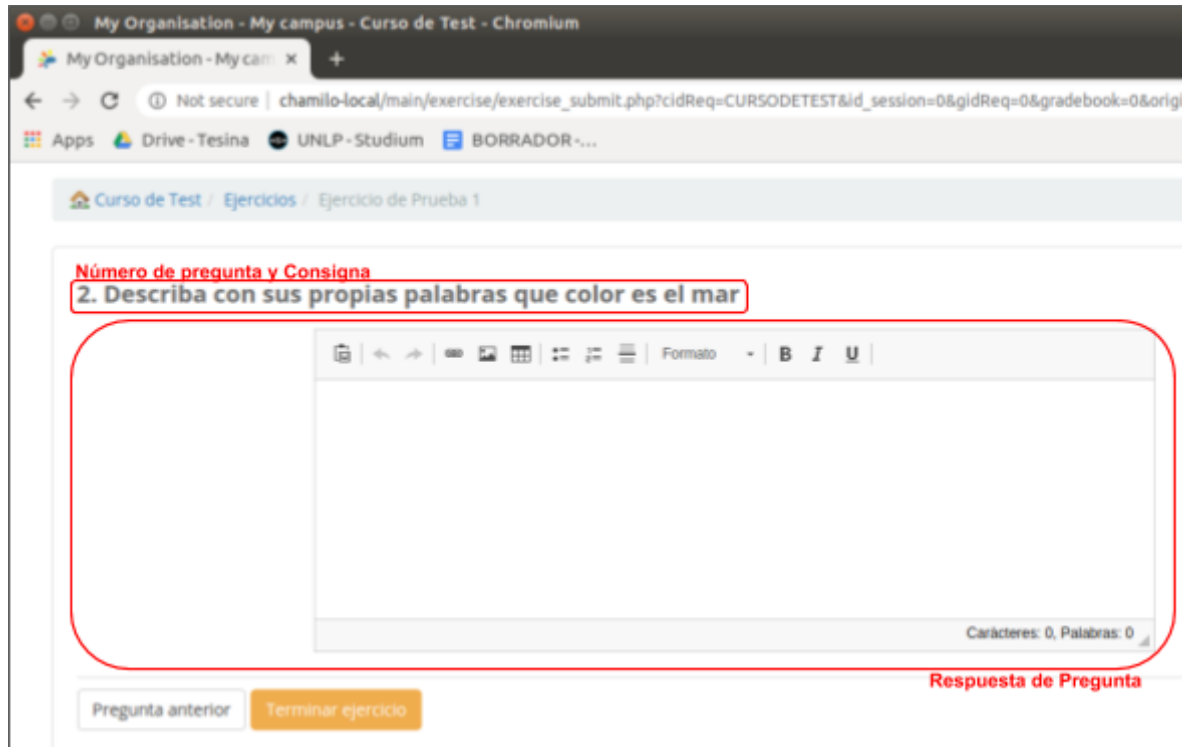 My Organisation - My campus - Curso de Test - Chromium
My Organisation - My cam
Not secure | chamilo-local/main/exercise/exercise_submit.php?cidReq=CURSODETEST&id_session=0&gidReq=0&gradebook=0&orig
Apps Drive - Tesina UNLP - Studium BORRADOR -...
Curso de Test / Ejercicios / Ejercicio de Prueba 1
Número de pregunta y Consigna
2. Describa con sus propias palabras que color es el mar
Formato B I U
Caràcteres: 0, Palabras: 0
Respuesta de Pregunta
Pregunta anterior Terminar ejercicio